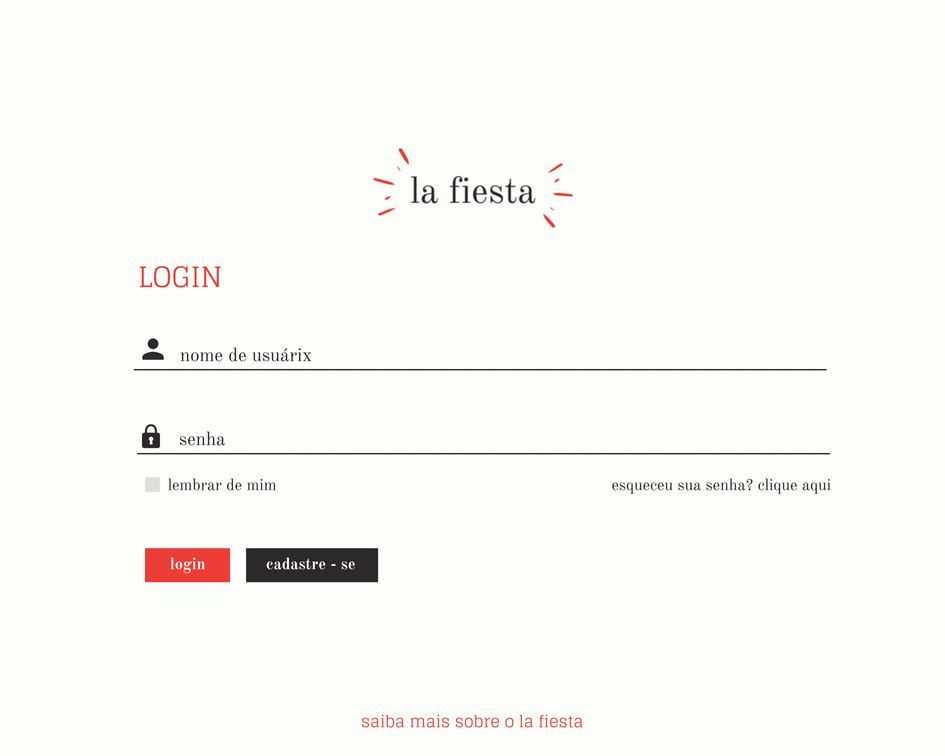 la fiesta
LOGIN
nome de usuárix
senha
lembrar de mim
esqueceu sua senha? clique aqui
login
cadastre - se
saiba mais sobre o la fiesta